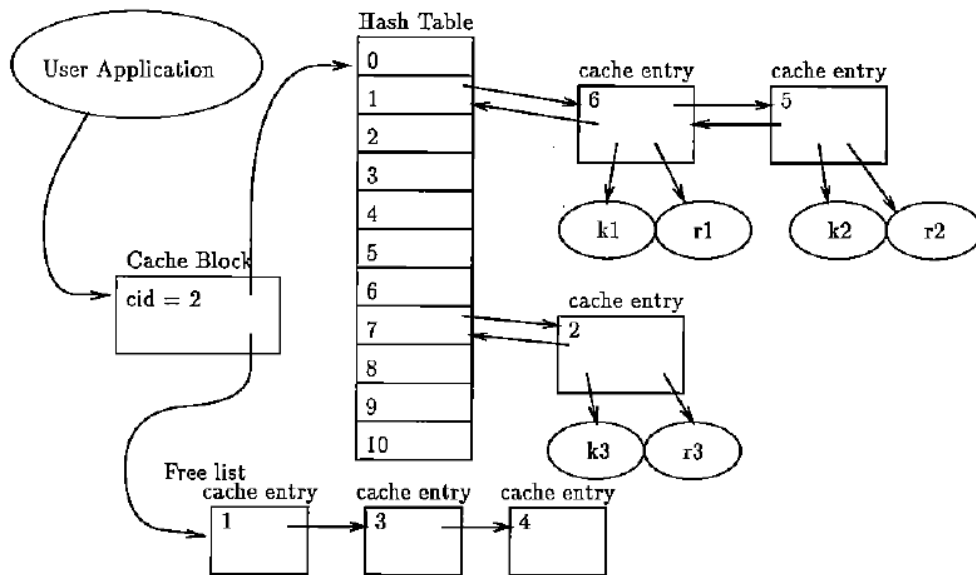 Hash Table
User Application
0
1
2
3
4
5
6
7
8
9
10
cache entry
6
cache entry
5
k1
r1
k2
r2
Cache Block
cid = 2
cache entry
2
k3
r3
Free list
cache entry
1
cache entry
3
cache entry
4